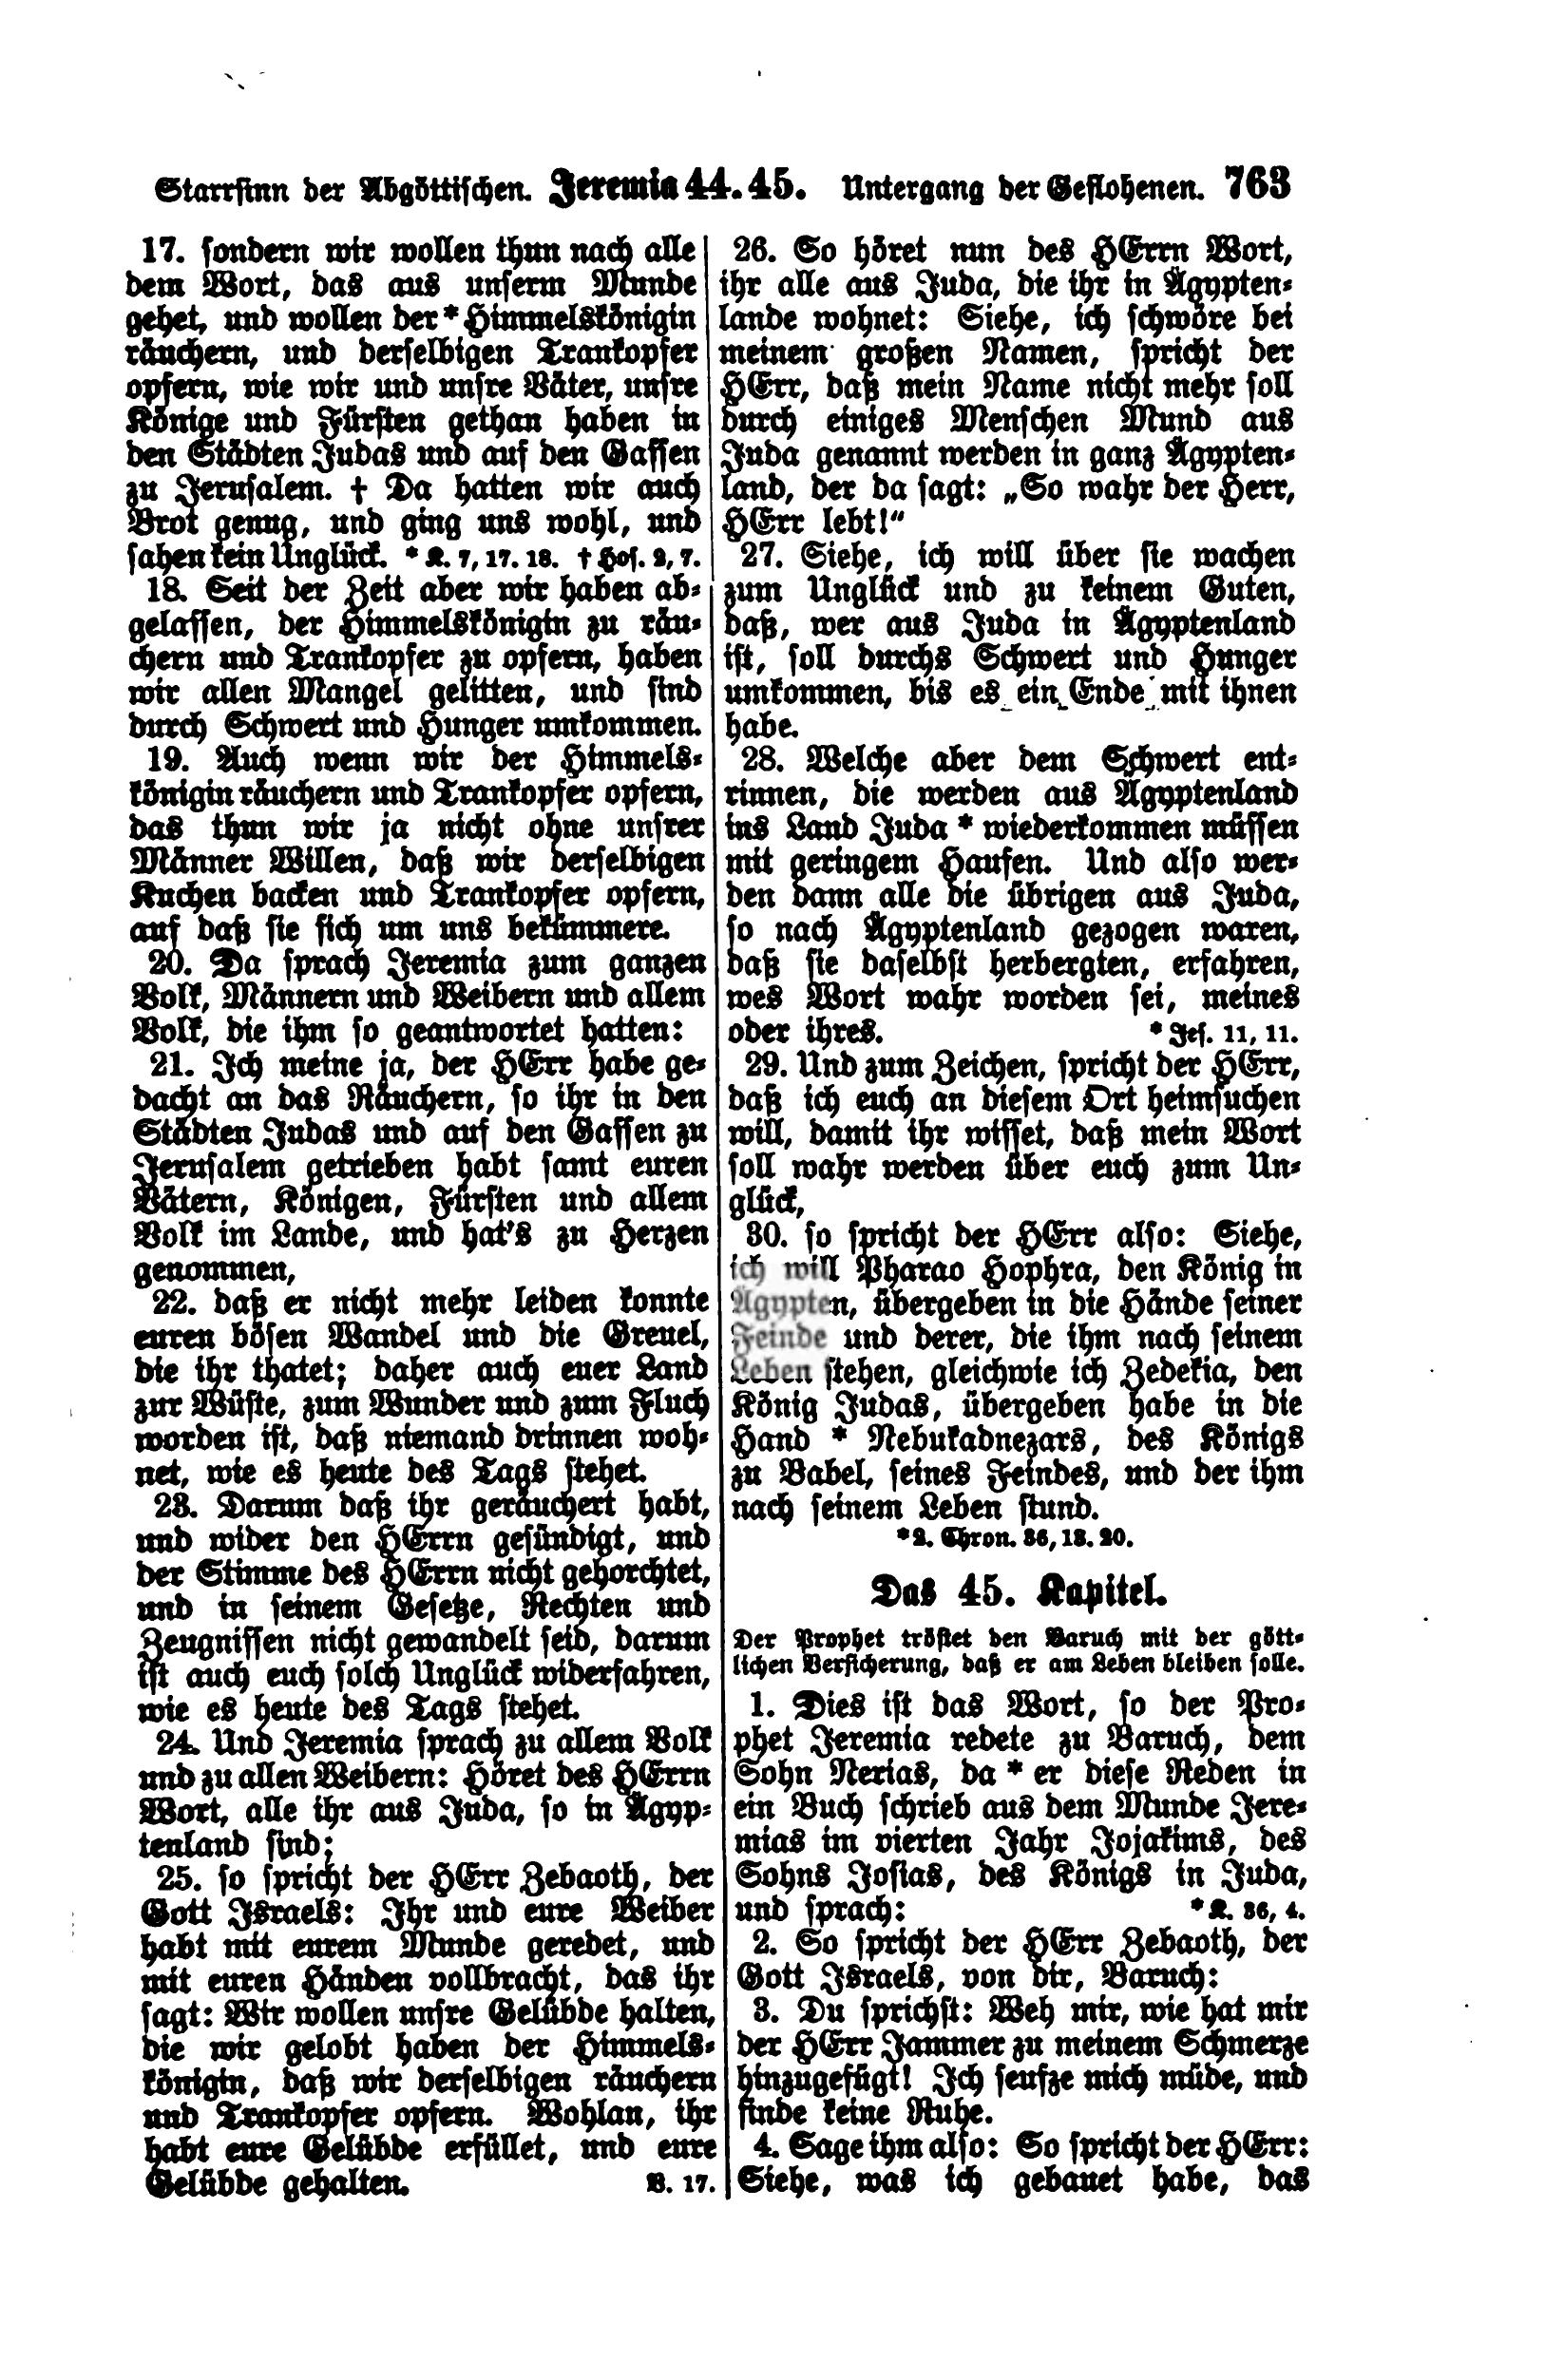 Starrsinn der Abgöttischen. Jeremia 44. 45. Untergang der Geflohenen. 763
17. sondern wir wollen thun nach alle
dem Wort, das aus unserm Munde
gehet, und wollen der * Himmelskönigin
räuchern, und derselbigen Trankopfer
opfern, wie wir und unsre Väter, unsre
Könige und Fürsten gethan haben in
den Städten Judas und auf den Gassen
zu Jerusalem. † Da hatten wir auch
Brot genug, und ging uns wohl, und
sahen kein Unglück. * K. 7, 17. 18. † Hos. 2, 7.
18. Seit der Zeit aber wir haben ab-
gelassen, der Himmelskönigin zu räu-
chern und Trankopfer zu opfern, haben
wir allen Mangel gelitten, und sind
durch Schwert und Hunger umkommen.
19. Auch wenn wir der Himmels-
königin räuchern und Trankopfer opfern,
das thun wir ja nicht ohne unsrer
Männer Willen, daß wir derselbigen
Kuchen backen und Trankopfer opfern,
auf daß sie sich um uns bekümmere.
20. Da sprach Jeremia zum ganzen
Volk, Männern und Weibern und allem
Volk, die ihm so geantwortet hatten:
21. Ich meine ja, der HErr habe ge-
dacht an das Räuchern, so ihr in den
Städten Judas und auf den Gassen zu
Jerusalem getrieben habt samt euren
Vätern, Königen, Fürsten und allem
Volk im Lande, und hat's zu Herzen
genommen,
22. daß er nicht mehr leiden konnte
euren bösen Wandel und die Greuel,
die ihr thatet; daher auch euer Land
zur Wüste, zum Wunder und zum Fluch
worden ist, daß niemand drinnen woh-
net, wie es heute des Tags stehet.
23. Darum daß ihr geräuchert habt,
und wider den HErrn gesündigt, und
der Stimme des HErrn nicht gehorchtet,
und in seinem Gesetze, Rechten und
Zeugnissen nicht gewandelt seid, darum
ist auch euch solch Unglück widerfahren,
wie es heute des Tags stehet.
24. Und Jeremia sprach zu allem Volk
und zu allen Weibern: Höret des HErrn
Wort, alle ihr aus Juda, so in Ägyp-
tenland sind;
25. so spricht der HErr Zebaoth, der
Gott Israels: Ihr und eure Weiber
habt mit eurem Munde geredet, und
mit euren Händen vollbracht, das ihr
sagt: Wir wollen unsre Gelübde halten,
die wir gelobt haben der Himmels-
königin, daß wir derselbigen räuchern
und Trankopfer opfern. Wohlan, ihr
habt eure Gelübde erfüllet, und eure
Gelübde gehalten. V. 17.
26. So höret nun des HErrn Wort,
ihr alle aus Juda, die ihr in Ägypten-
lande wohnet: Siehe, ich schwöre bei
meinem großen Namen, spricht der
HErr, daß mein Name nicht mehr soll
durch einiges Menschen Mund aus
Juda genannt werden in ganz Ägypten-
land, der da sagt: „So wahr der Herr,
HErr lebt!“
27. Siehe, ich will über sie wachen
zum Unglück und zu keinem Guten,
daß, wer aus Juda in Ägyptenland
ist, soll durchs Schwert und Hunger
umkommen, bis es ein Ende mit ihnen
habe.
28. Welche aber dem Schwert ent-
rinnen, die werden aus Ägyptenland
ins Land Juda * wiederkommen müssen
mit geringem Haufen. Und also wer-
den dann alle die übrigen aus Juda,
so nach Ägyptenland gezogen waren,
daß sie daselbst herbergten, erfahren,
wes Wort wahr worden sei, meines
oder ihres. * Jes. 11, 11.
29. Und zum Zeichen, spricht der HErr,
daß ich euch an diesem Ort heimsuchen
will, damit ihr wisset, daß mein Wort
soll wahr werden über euch zum Un-
glück,
30. so spricht der HErr also: Siehe,
ich will Pharao Hophra, den König in
Ägypten, übergeben in die Hände seiner
Feinde und derer, die ihm nach seinem
Leben stehen, gleichwie ich Zedekia, den
König Judas, übergeben habe in die
Hand * Nebukadnezars, des Königs
zu Babel, seines Feindes, und der ihm
nach seinem Leben stund.
* 2. Chron. 36, 13. 20.
Das 45. Kapitel.
Der Prophet tröstet den Baruch mit der gött-
lichen Versicherung, daß er am Leben bleiben solle.
1. Dies ist das Wort, so der Pro-
phet Jeremia redete zu Baruch, dem
Sohn Nerias, da * er diese Reden in
ein Buch schrieb aus dem Munde Jere-
mias im vierten Jahr Jojakims, des
Sohns Josias, des Königs in Juda,
und sprach: * K. 36, 4.
2. So spricht der HErr Zebaoth, der
Gott Israels, von dir, Baruch:
3. Du sprichst: Weh mir, wie hat mir
der HErr Jammer zu meinem Schmerze
hinzugefügt! Ich seufze mich müde, und
finde keine Ruhe.
4. Sage ihm also: So spricht der HErr:
Siehe, was ich gebauet habe, das